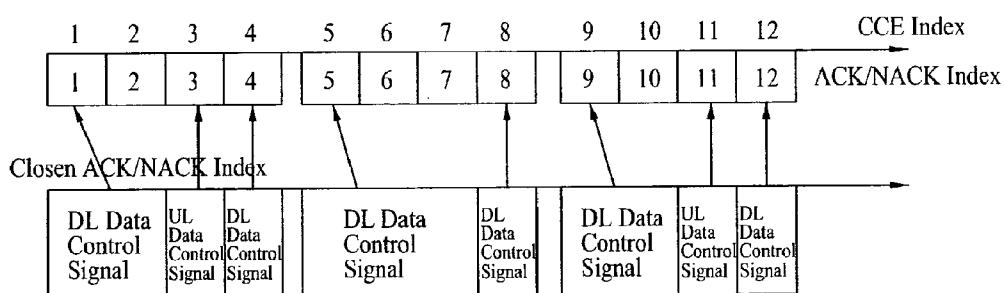 1 2 3 4 5 6 7 8 9 10 11 12 CCE Index
1 2 3 4 5 6 7 8 9 10 11 12 ACK/NACK Index
Closen ACK/NACK Index
DL Data
Control
Signal
UL
Data
Control
Signal
DL
Data
Control
Signal
DL Data
Control
Signal
DL
Data
Control
Signal
DL Data
Control
Signal
UL
Data
Control
Signal
DL
Data
Control
Signal